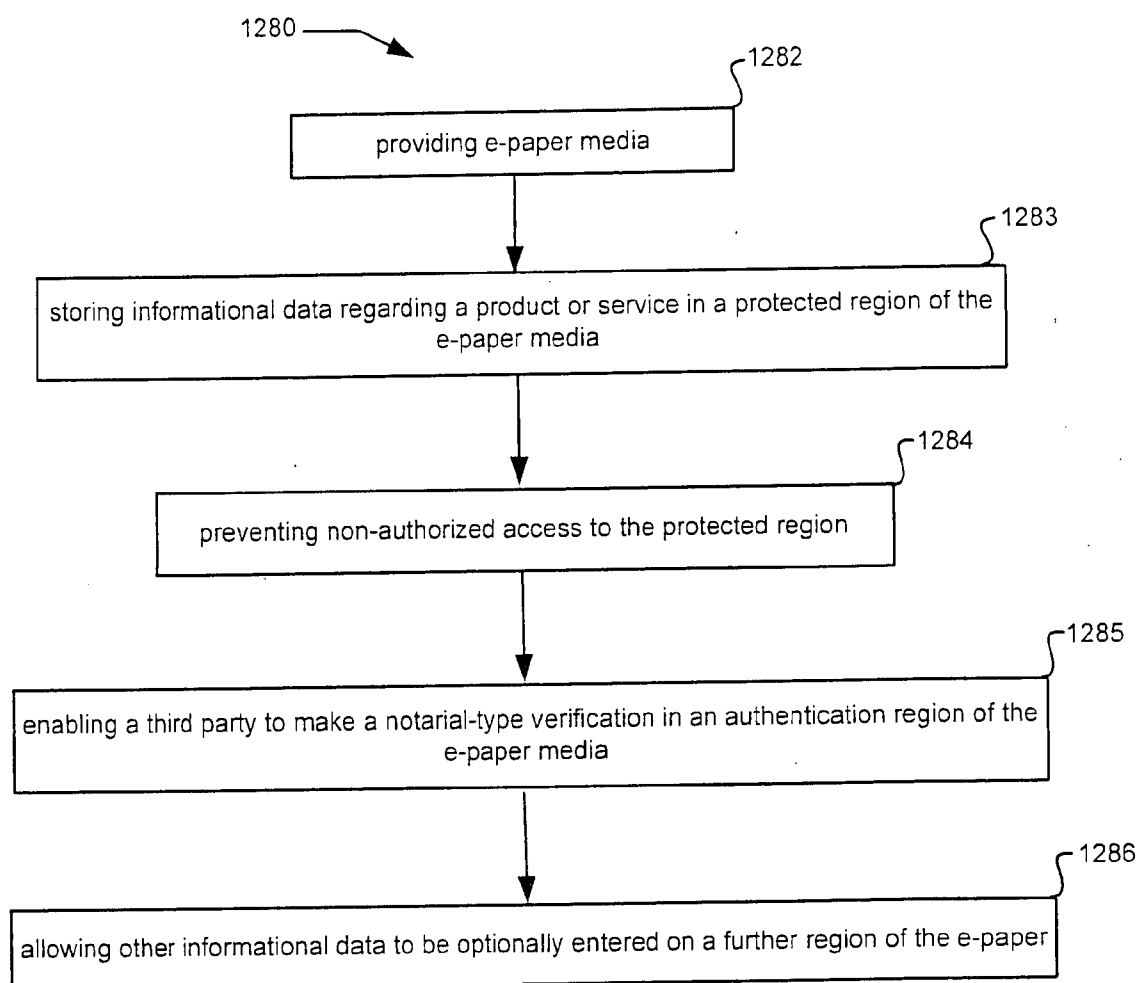 1280
1282
providing e-paper media
1283
storing informational data regarding a product or service in a protected region of the
e-paper media
1284
preventing non-authorized access to the protected region
1285
enabling a third party to make a notarial-type verification in an authentication region of the
e-paper media
1286
allowing other informational data to be optionally entered on a further region of the e-paper